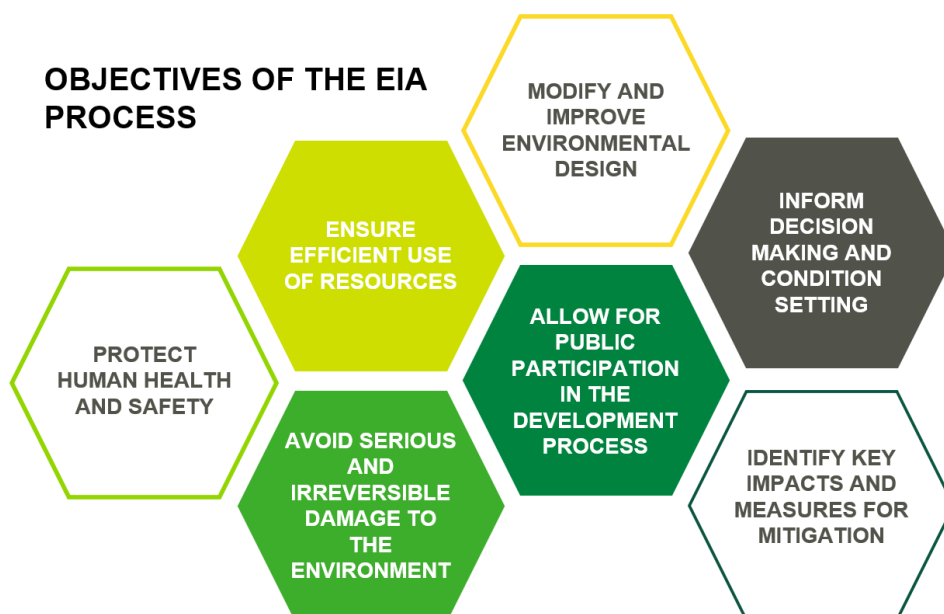 OBJECTIVES OF THE EIA
PROCESS
MODIFY AND
IMPROVE
ENVIRONMENTAL
DESIGN
ENSURE
EFFICIENT USE
OF RESOURCES
INFORM
DECISION
MAKING AND
CONDITION
SETTING
PROTECT
HUMAN HEALTH
AND SAFETY
ALLOW FOR
PUBLIC
PARTICIPATION
IN THE
DEVELOPMENT
PROCESS
AVOID SERIOUS
AND
IRREVERSIBLE
DAMAGE TO
THE
ENVIRONMENT
IDENTIFY KEY
IMPACTS AND
MEASURES FOR
MITIGATION